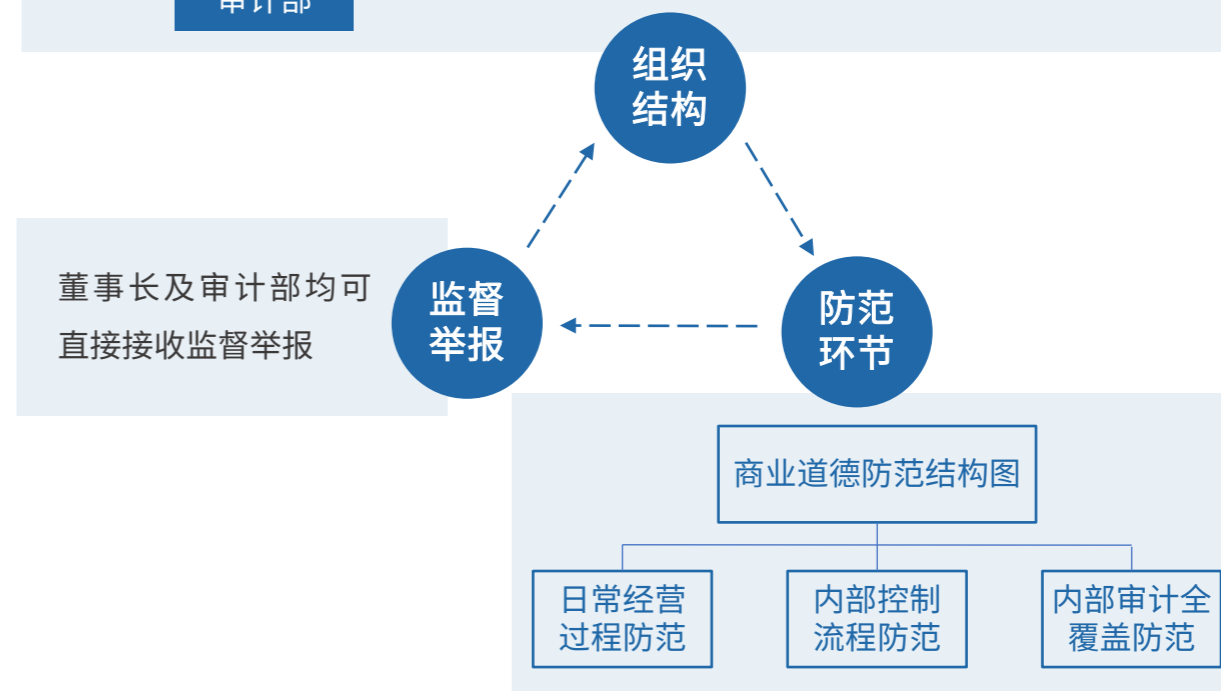 审计部
组织
结构
董事长及审计部均可
直接接收监督举报
监督
举报
防范
环节
商业道德防范结构图
日常经营
过程防范
内部控制
流程防范
内部审计全
覆盖防范